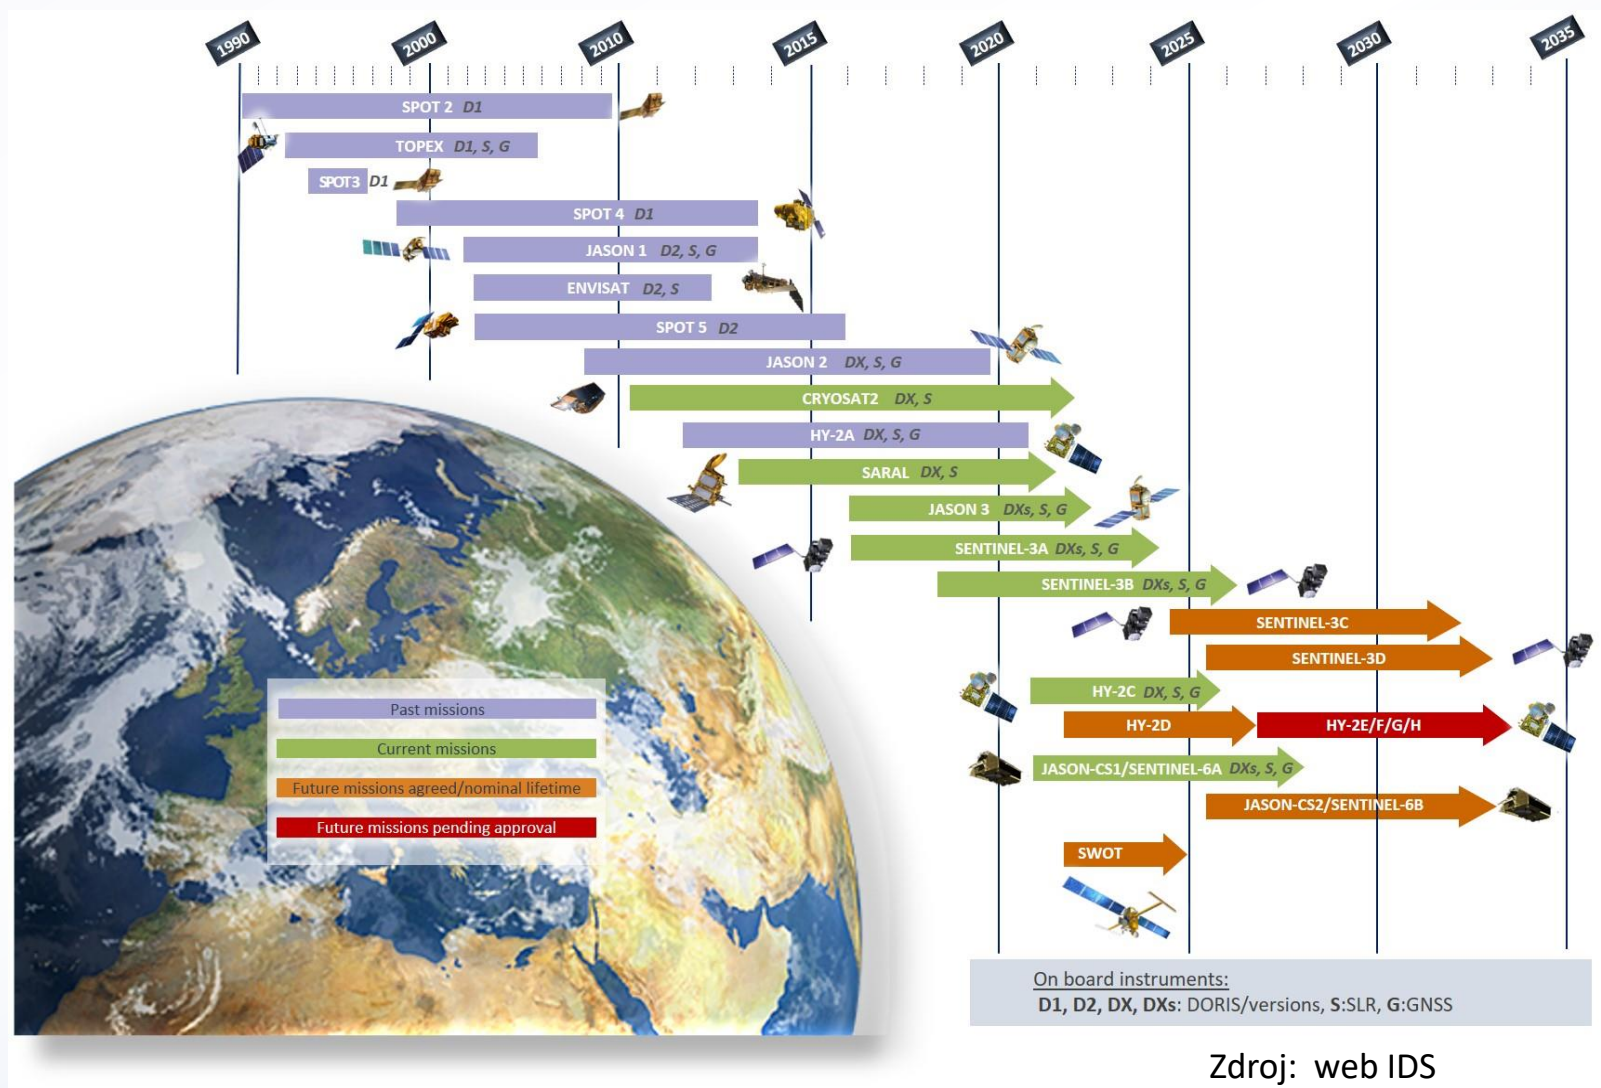 1990 2000 2010 2015 2020 2025 2030 2035
SPOT 2 D1
TOPEX D1, S, G
SPOT3 D1
SPOT 4 D1
JASON 1 D2, S, G
ENVISAT D2, S
SPOT 5 D2
JASON 2 DX, S, G
CRYOSAT2 DX, S
HY-2A DX, S, G
SARAL DX, S
JASON 3 DXs, S, G
SENTINEL-3A DXs, S, G
SENTINEL-3B DXs, S, G
SENTINEL-3C
SENTINEL-3D
HY-2C DX, S, G
HY-2D HY-2E/F/G/H
JASON-CS1/SENTINEL-6A DXs, S, G
JASON-CS2/SENTINEL-6B
SWOT
Past missions
Current missions
Future missions agreed/nominal lifetime
Future missions pending approval
On board instruments:
D1, D2, DX, DXs: DORIS/versions, S:SLR, G:GNSS
Zdroj: web IDS